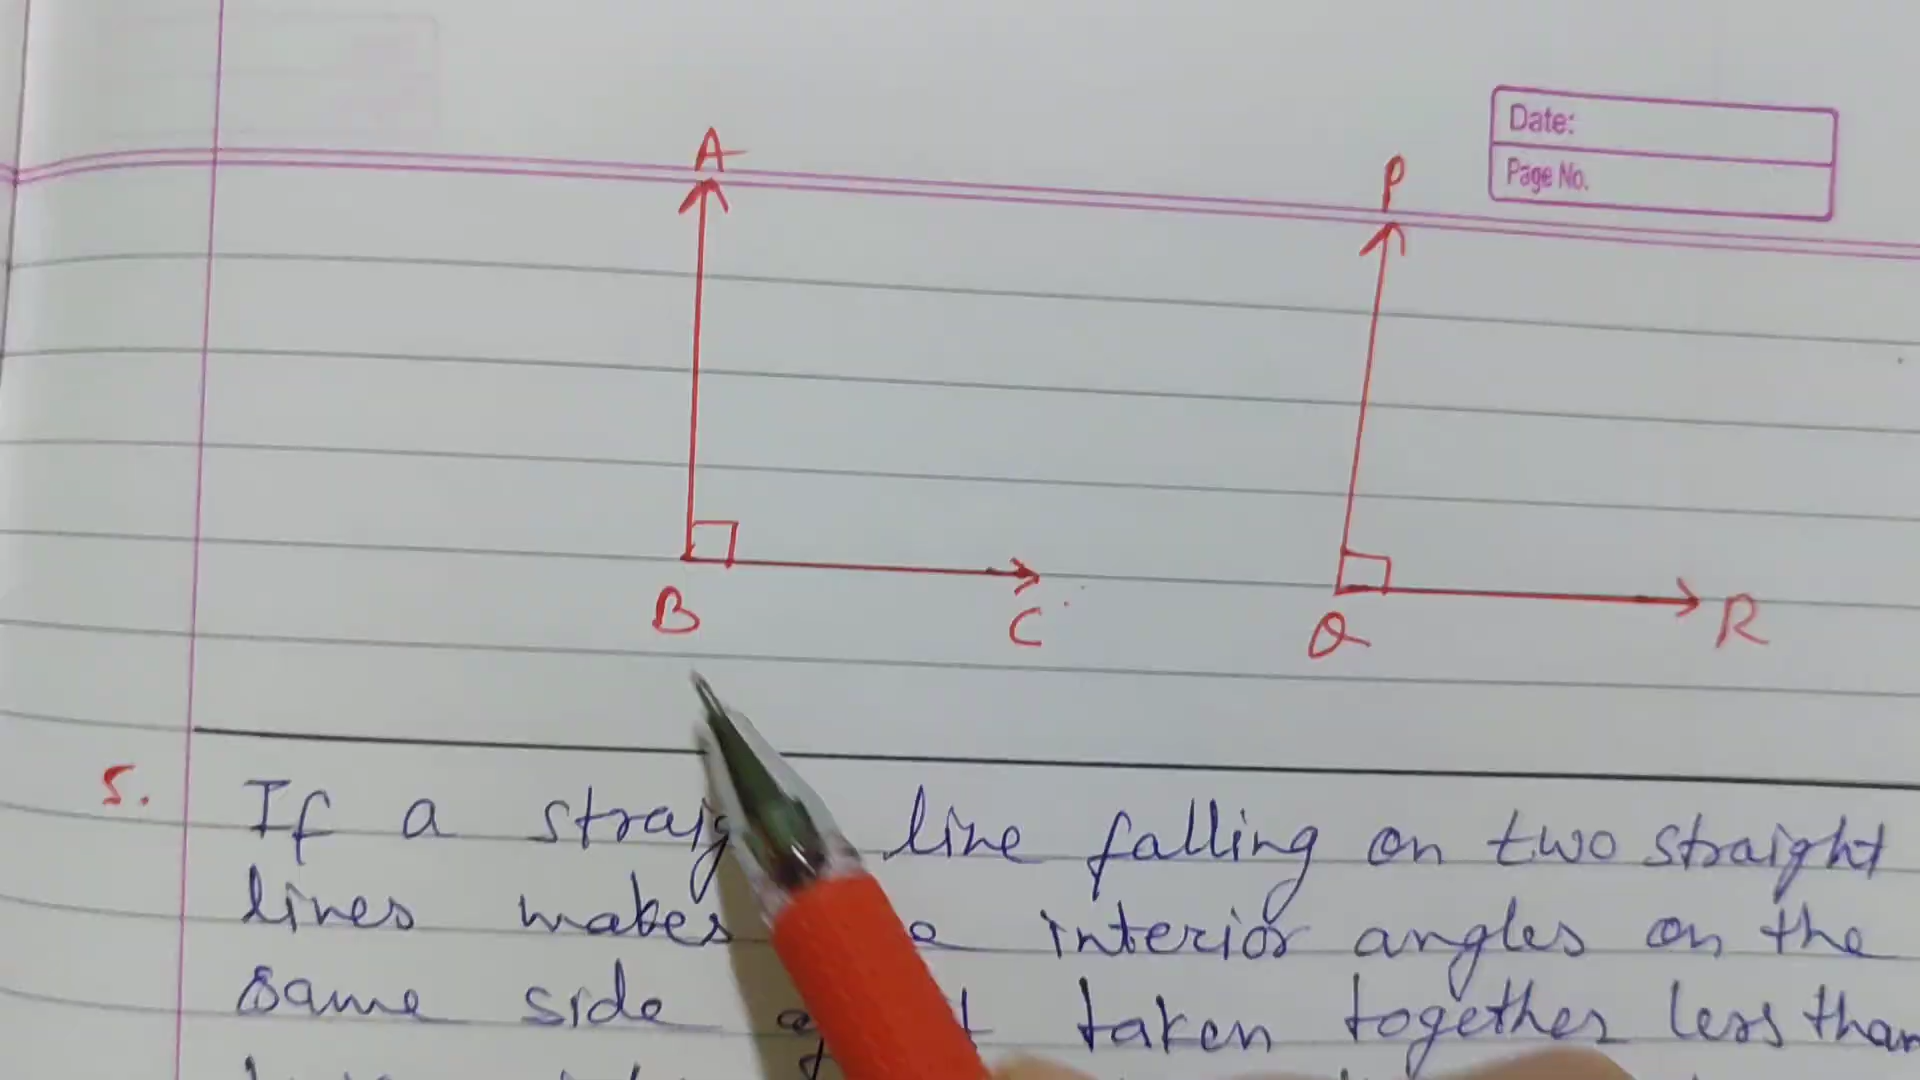 Date:
Page No.
A P
B C Q R
5. If a line falling on two straight
lines makes interior angles on the
same side taken together less than